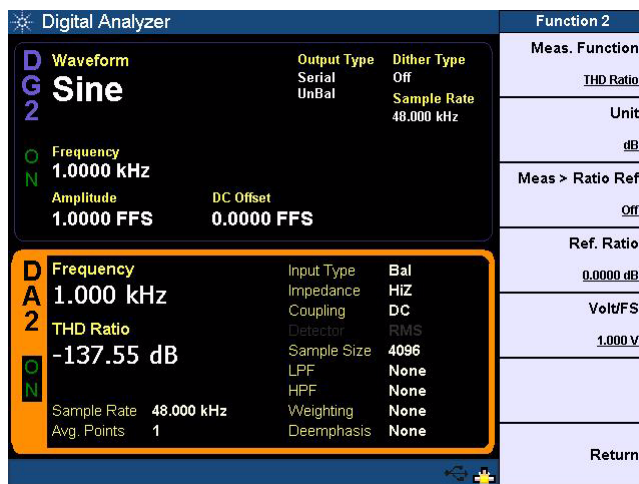 Digital Analyzer
DG2
ON
Waveform
Sine
Output Type
Serial
UnBal
Dither Type
Off
Sample Rate
48.000 kHz
Frequency
1.0000 kHz
Amplitude
1.0000 FFS
DC Offset
0.0000 FFS
DA2
ON
Frequency
1.000 kHz
THD Ratio
-137.55 dB
Sample Rate 48.000 kHz
Avg. Points 1
Input Type Bal
Impedance HiZ
Coupling DC
Detector RMS
Sample Size 4096
LPF None
HPF None
Weighting None
Deemphasis None
Function 2
Meas. Function
THD Ratio
Unit
dB
Meas > Ratio Ref
Off
Ref. Ratio
0.0000 dB
Volt/FS
1.000 V
Return